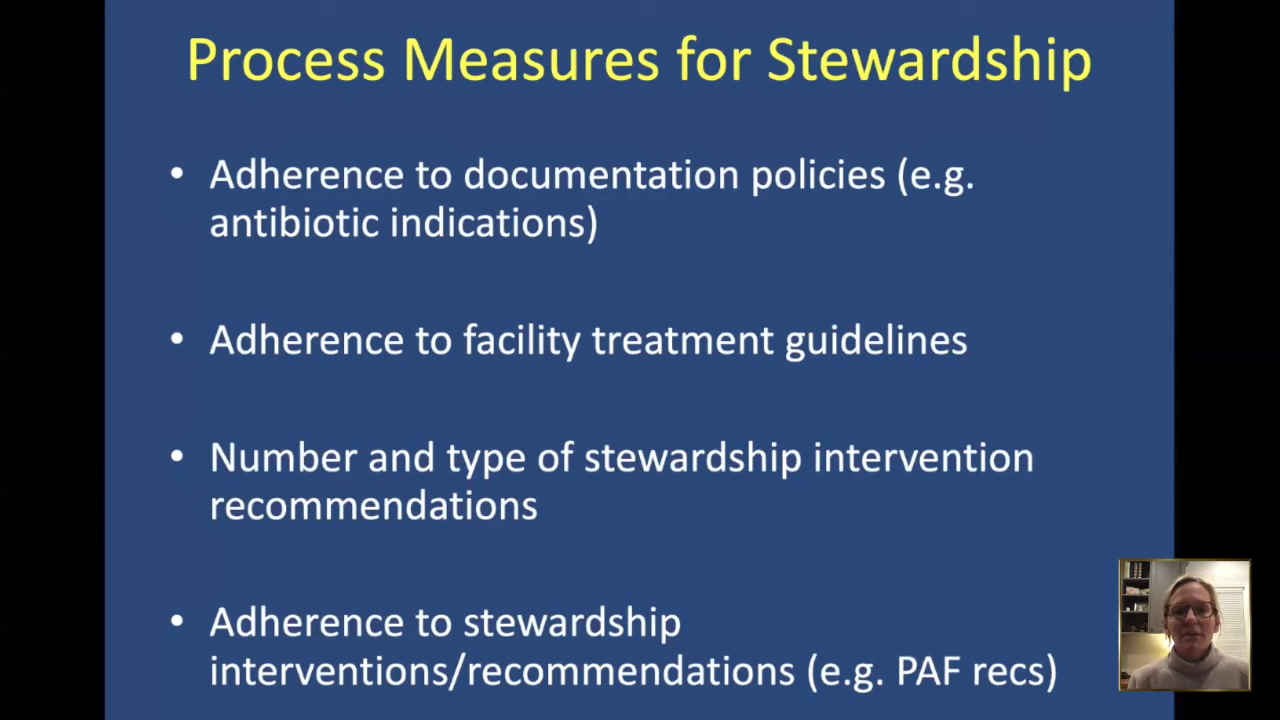 Process Measures for Stewardship
• Adherence to documentation policies (e.g.
antibiotic indications)
• Adherence to facility treatment guidelines
• Number and type of stewardship intervention
recommendations
• Adherence to stewardship
interventions/recommendations (e.g. PAF recs)